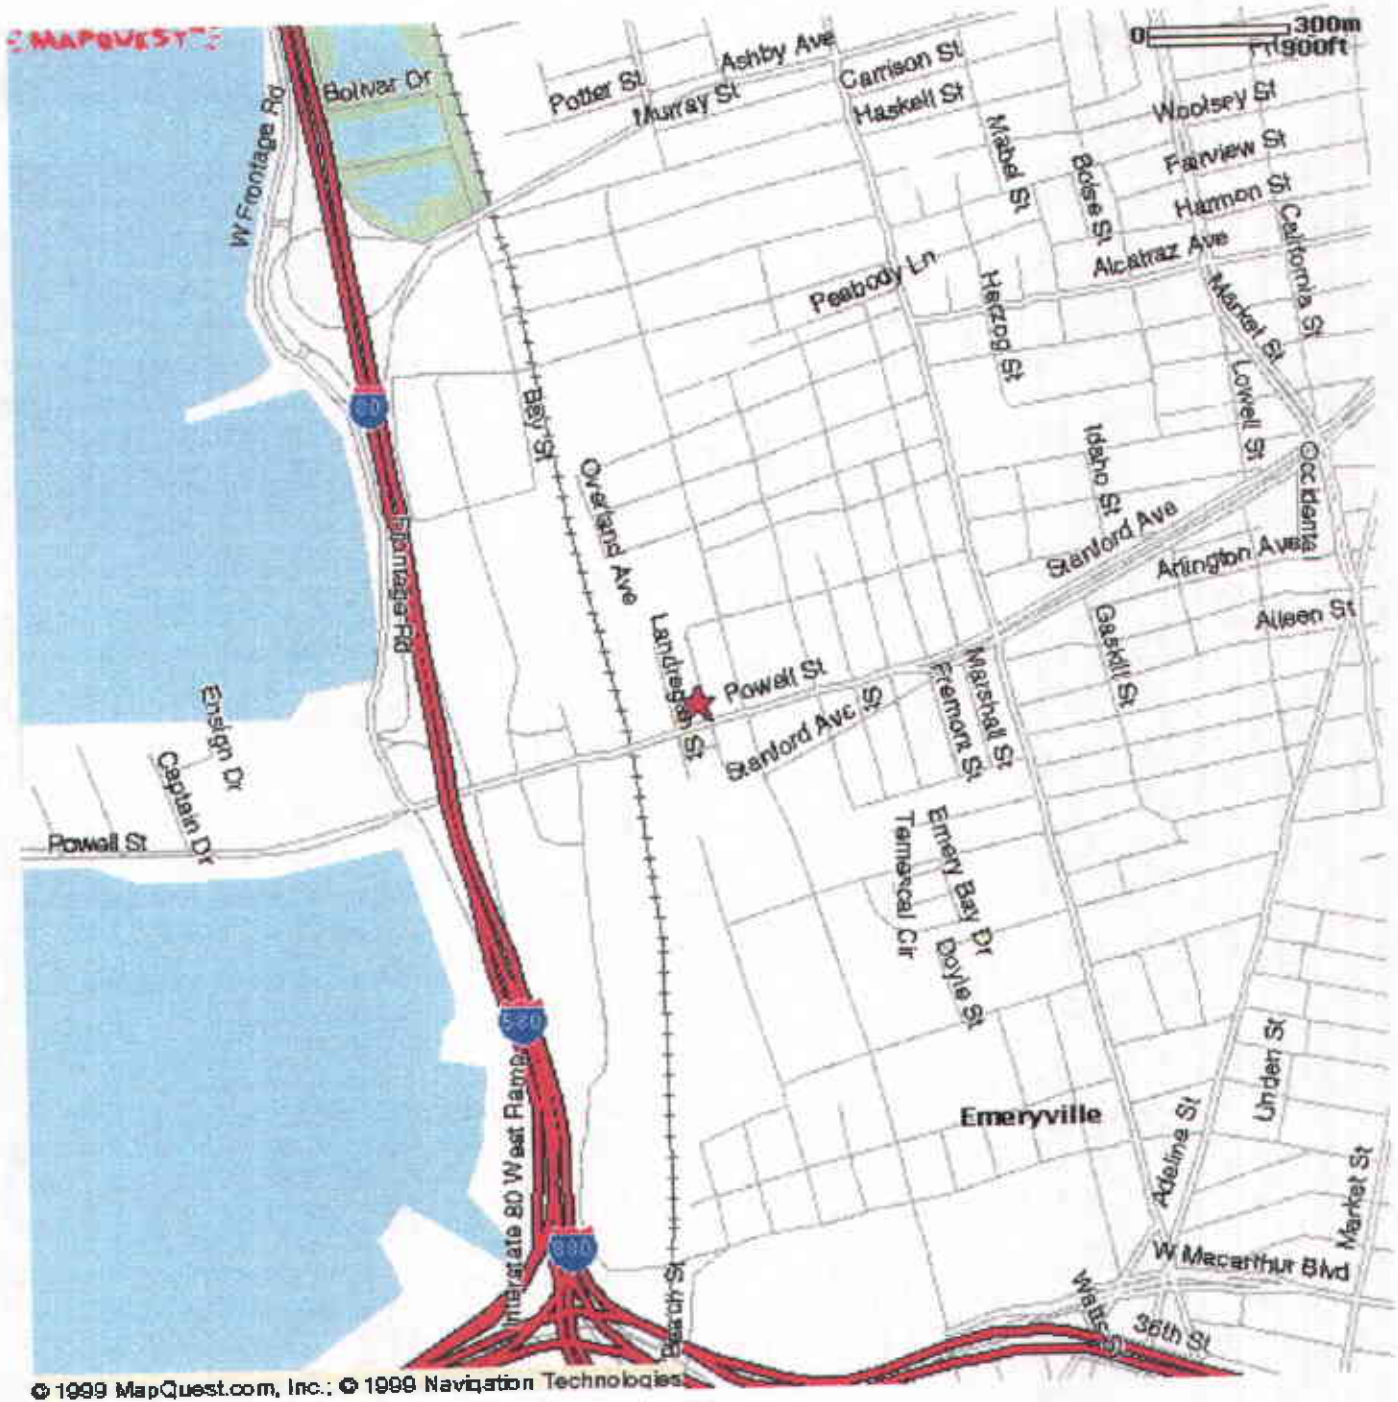 MAPQUEST
0 300m
900ft
Ashby Ave
Carrison St
Potter St
Murray St
Haskell St
Bolivar Dr
W Frontage Rd
Woolsey St
Fairview St
Harmon St
Mabel St
Boise St
California St
Alcatraz Ave
Peabody Ln
Herzog St
Market St
Lowell St
80
Bay St
Overland Ave
Idaho St
Occidental
Stanford Ave
Arlington Ave
Frontage Rd
Aileen St
Gaskill St
Landregan St
Powell St
Stanford Ave
St
Fremont St
Marshall St
Ensign Dr
Captain Dr
Powell St
Temescal Cir
Emery Bay Dr
Doyle St
580
Interstate 80 West Ramp
Emeryville
Linden St
Adeline St
Market St
880
W Macarthur Blvd
Beach St
Watts St
36th St
© 1999 MapQuest.com, Inc.; © 1999 Navigation Technologies